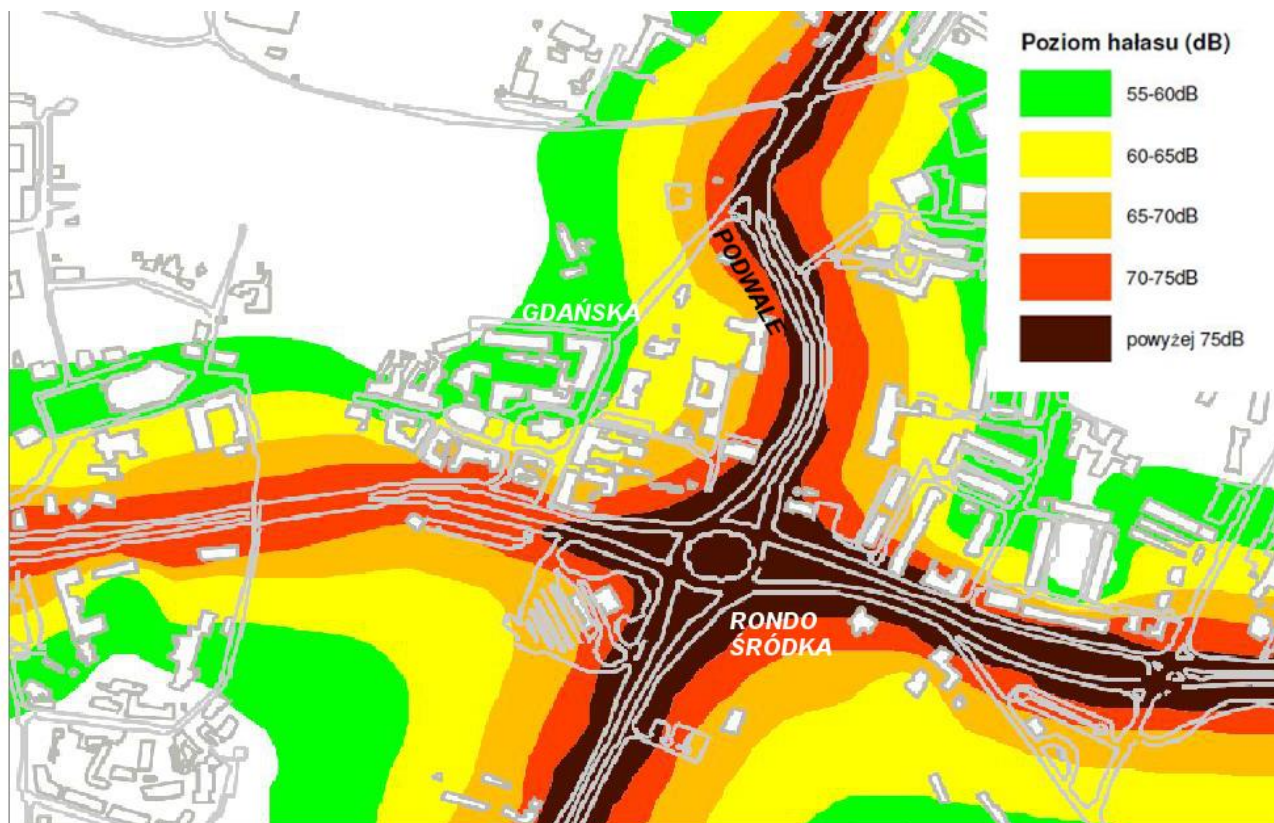 Poziom hałasu (dB)
55-60dB
60-65dB
65-70dB
70-75dB
powyżej 75dB
PODWALE
GDAŃSKA
RONDO
ŚRÓDKA